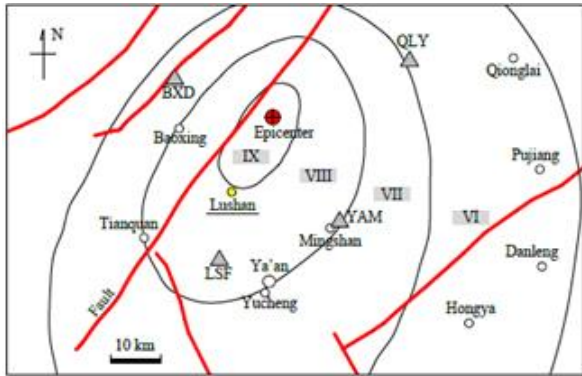 N
QLY
Qionglai
BXD
Epicenter
Baoxing
IX
VIII
Pujiang
Lushan
VII
VI
YAM
Tianquan
Mingshan
Danleng
LSF
Ya'an
Yucheng
Hongya
Fault
10 km